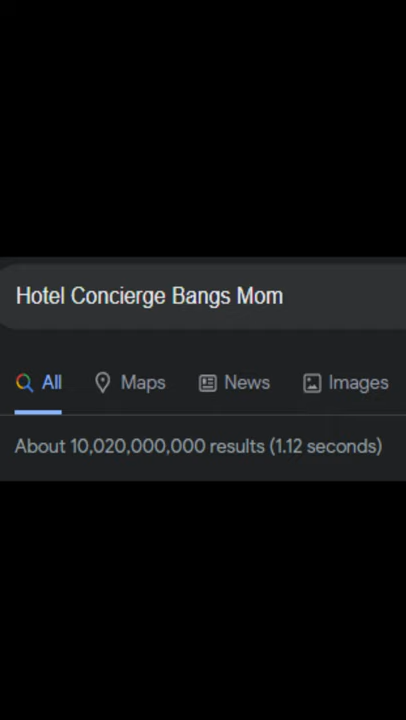 Hotel Concierge Bangs Mom
All Maps News Images
About 10,020,000,000 results (1.12 seconds)